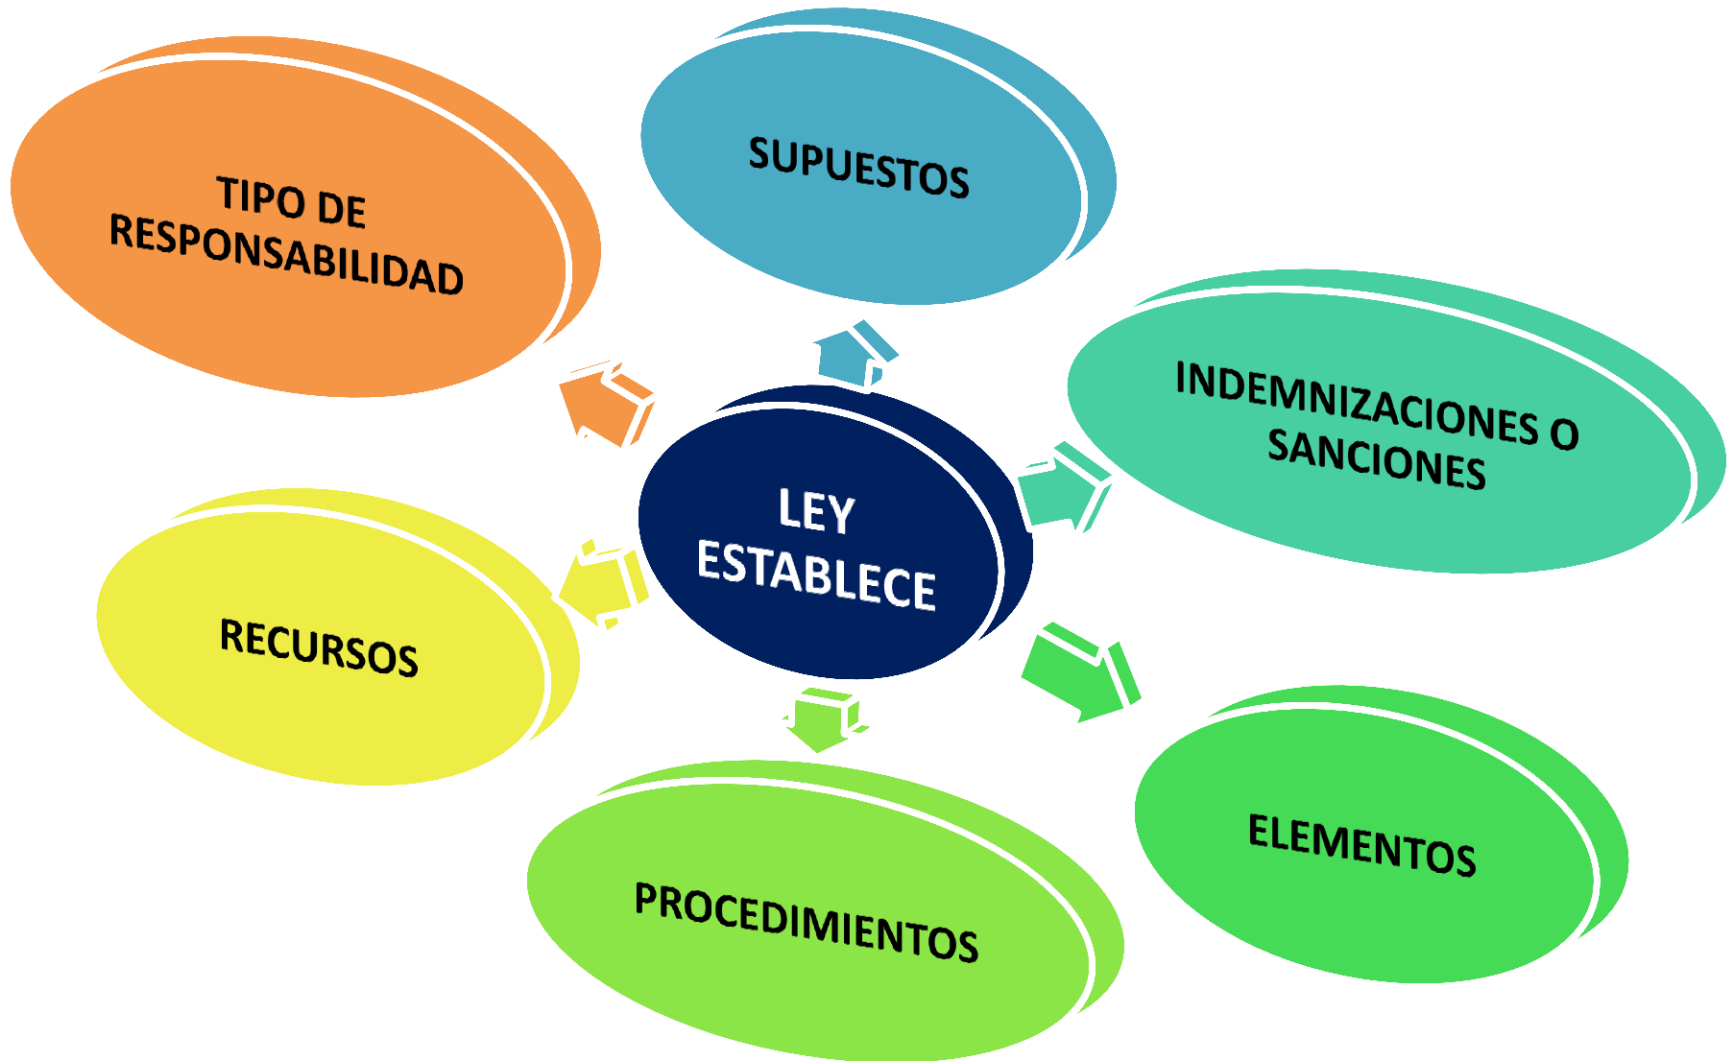 SUPUESTOS
TIPO DE
RESPONSABILIDAD
INDEMNIZACIONES O
SANCIONES
LEY
ESTABLECE
RECURSOS
ELEMENTOS
PROCEDIMIENTOS